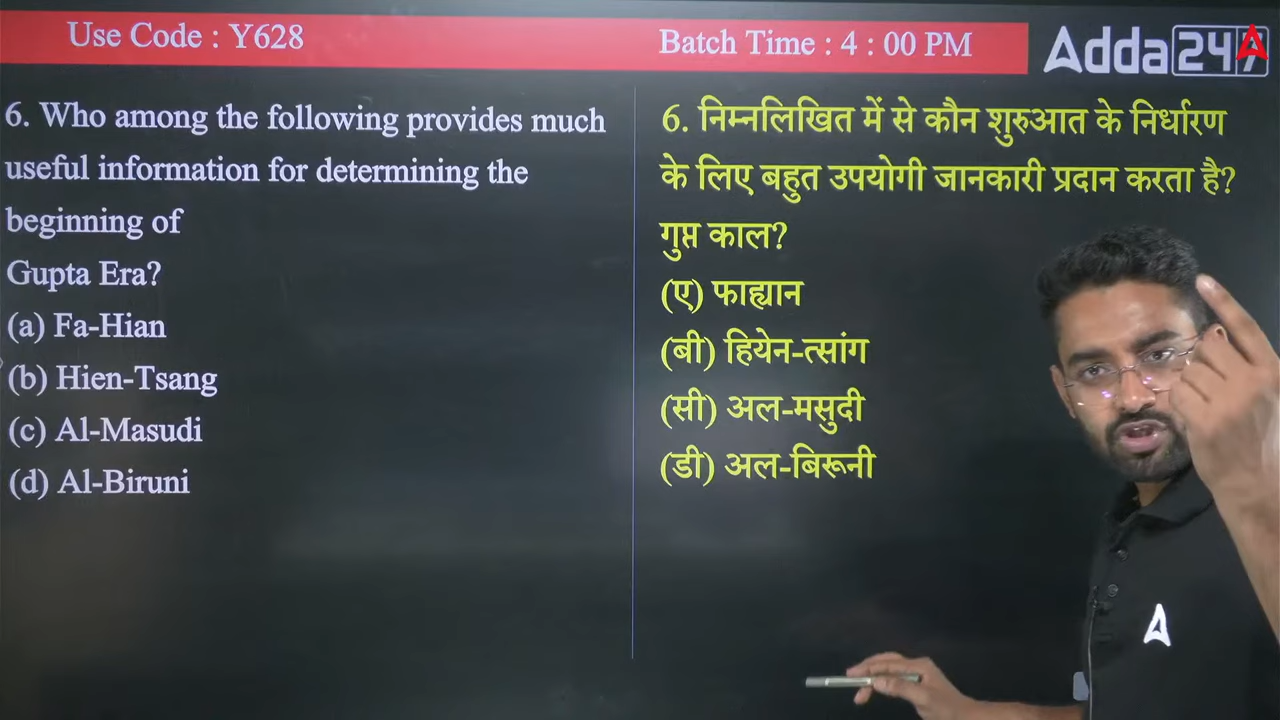 Use Code : Y628
Batch Time : 4 : 00 PM
Adda247
6. Who among the following provides much
useful information for determining the
beginning of
Gupta Era?
(a) Fa-Hian
(b) Hien-Tsang
(c) Al-Masudi
(d) Al-Biruni
6. निम्नलिखित में से कौन शुरुआत के निर्धारण
के लिए बहुत उपयोगी जानकारी प्रदान करता है?
गुप्त काल?
(ए) फाह्यान
(बी) हियेन-त्सांग
(सी) अल-मसुदी
(डी) अल-बिरूनी